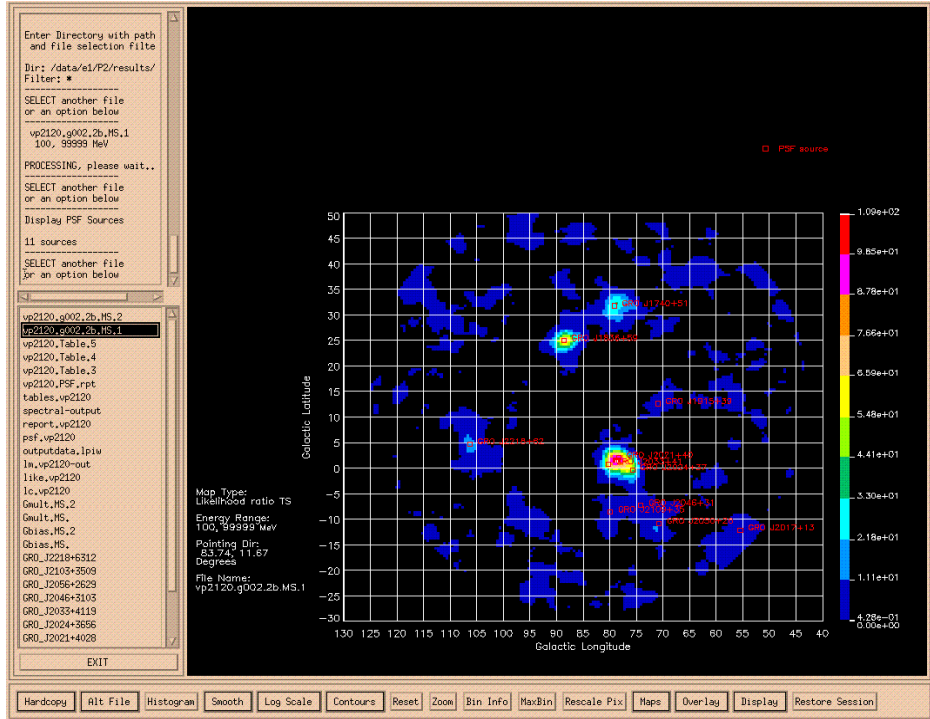 Enter Directory with path
and file selection filte
Dir: /data/e1/P2/results/
Filter: *
------------------
SELECT another file
or an option below
------------------
vp2120.g002.2b.MS.1
100, 99999 MeV
PROCESSING, please wait..
------------------
SELECT another file
or an option below
------------------
Display PSF Sources
11 sources
------------------
SELECT another file
or an option below
vp2120.g002.2b.MS.2
vp2120.g002.2b.MS.1
vp2120.Table.5
vp2120.Table.4
vp2120.Table.3
vp2120.PSF.rpt
tables.vp2120
spectral-output
report.vp2120
psf.vp2120
outputdata.lpiw
lm.vp2120-out
like.vp2120
lc.vp2120
Gmult.MS.2
Gmult.MS.
Gbias.MS.2
Gbias.MS.
GRO_J2218+6312
GRO_J2103+3509
GRO_J2056+2629
GRO_J2046+3103
GRO_J2033+4119
GRO_J2024+3656
GRO_J2021+4028
EXIT
PSF source
50
45
40
35
30
25
20
15
10
5
0
-5
-10
-15
-20
-25
-30
Galactic Latitude
130 125 120 115 110 105 100 95 90 85 80 75 70 65 60 55 50 45 40
Galactic Longitude
GRO J2021+40
GRO J2046+31
GRO J2017+13
1.09e+02
9.85e+01
8.78e+01
7.66e+01
6.59e+01
5.48e+01
4.41e+01
3.30e+01
2.18e+01
1.11e+01
4.28e-01
0.00e+00
Map Type:
Likelihood ratio TS
Energy Range:
100, 99999 MeV
Pointing Dir:
83.74, 11.67
Degrees
File Name:
vp2120.g002.2b.MS.1
Hardcopy Alt File Histogram Smooth Log Scale Contours Reset Zoom Bin Info MaxBin Rescale Pix Maps Overlay Display Restore Session